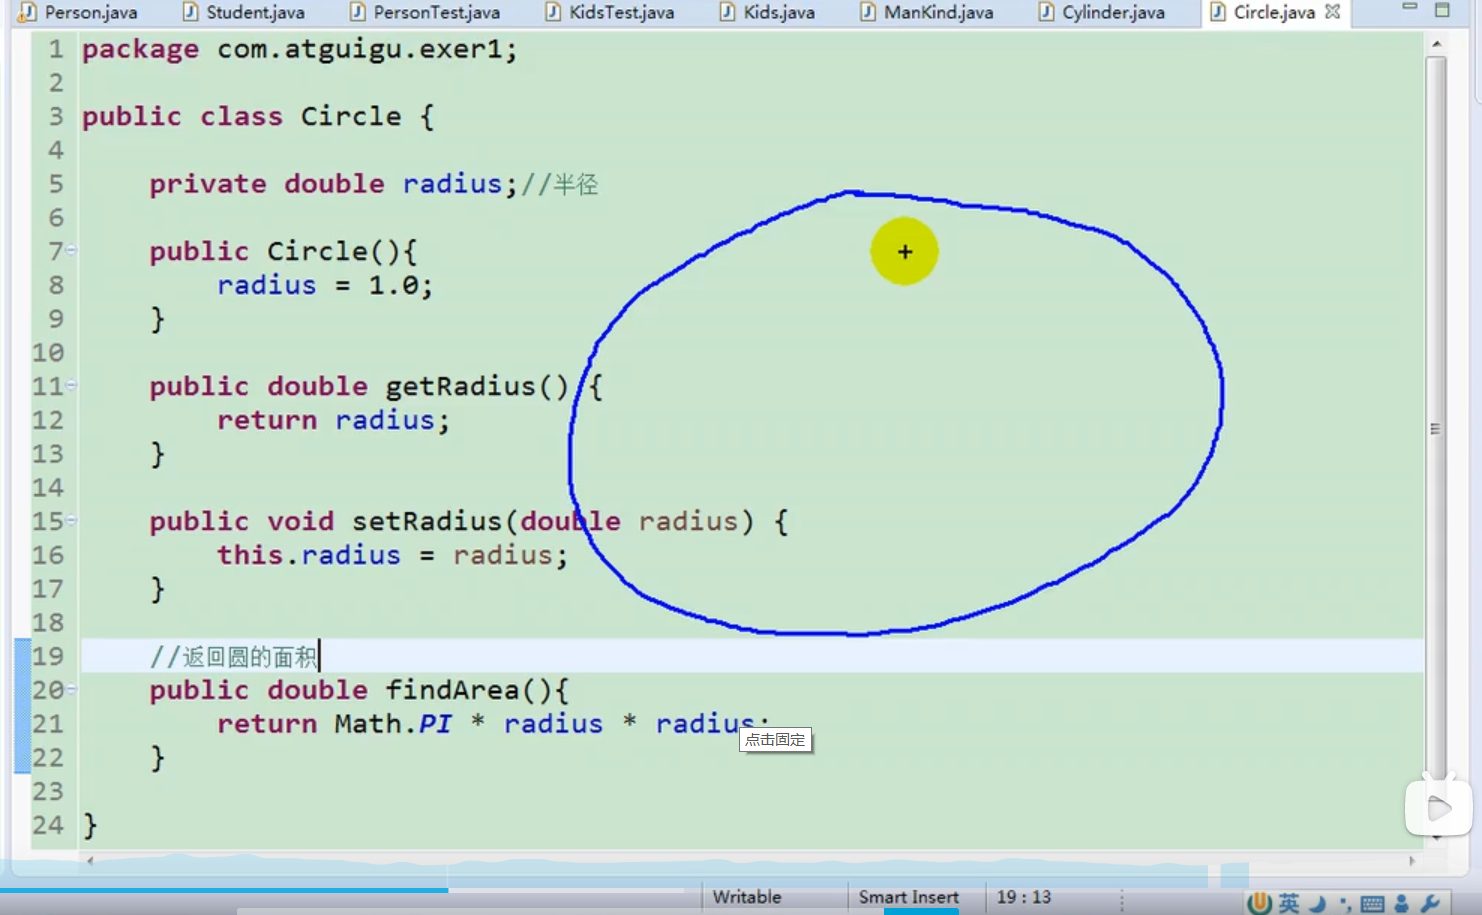 Person.java Student.java PersonTest.java KidsTest.java Kids.java ManKind.java Cylinder.java Circle.java
1 package com.atguigu.exer1;
2
3 public class Circle {
4
5 private double radius;//半径
6
7 public Circle(){
8 radius = 1.0;
9 }
10
11 public double getRadius() {
12 return radius;
13 }
14
15 public void setRadius(double radius) {
16 this.radius = radius;
17 }
18
19 //返回圆的面积
20 public double findArea(){
21 return Math.PI * radius * radius;
点击固定
22 }
23
24 }
Writable Smart Insert 19 : 13 英